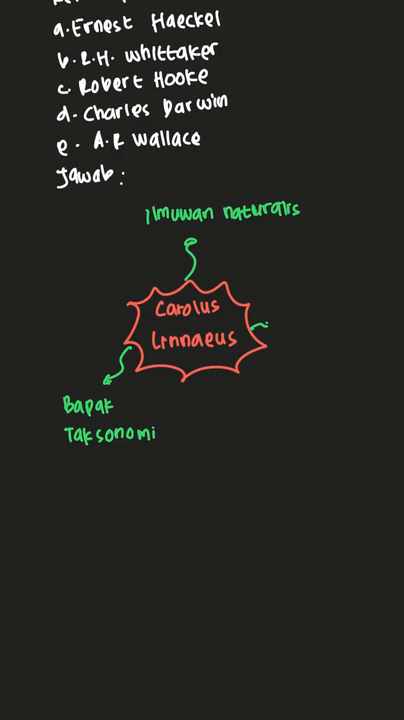 a. Ernest Haeckel
b. R.H. Whittaker
c. Robert Hooke
d. Charles Darwin
e. A.R Wallace
Jawab :
Ilmuwan naturalis
Carolus
Linnaeus
Bapak
Taksonomi